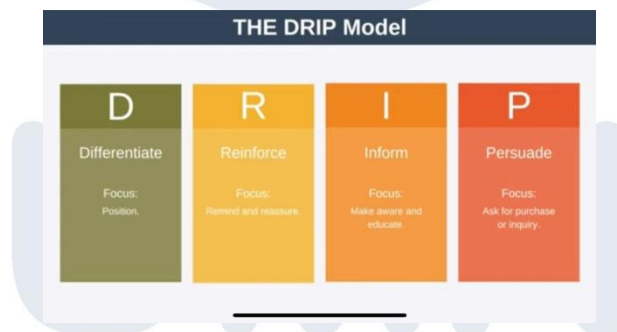 THE DRIP Model
D
Differentiate
Focus:
Position.
R
Reinforce
Focus:
Remind and reassure.
I
Inform
Focus:
Make aware and
educate.
P
Persuade
Focus:
Ask for purchase
or inquiry.